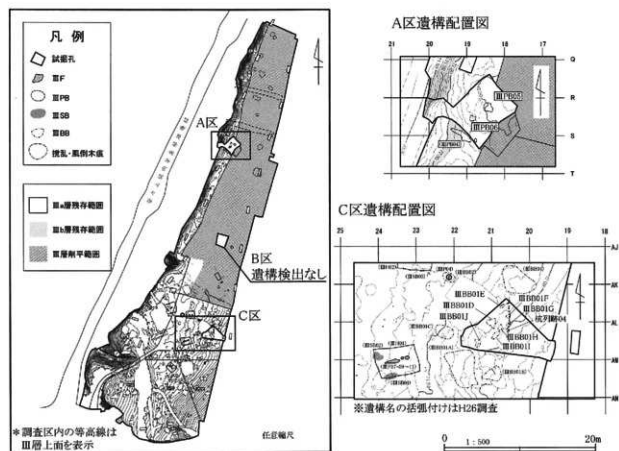 凡例
試掘孔
ⅢF
ⅢPB
ⅢSB
ⅢBB
攪乱・風倒木痕
Ⅲa層残存範囲
Ⅲb層残存範囲
Ⅲ層削平範囲
A区
B区
遺構検出なし
C区
*調査区内の等高線は
Ⅲ層上面を表示
任意縮尺
A区遺構配置図
21 20 19 18 17
Q
R
S
T
ⅢPB05
ⅢPB06
C区遺構配置図
25 24 23 22 21 20 19 18
AJ
AK
AL
AM
AN
ⅢBB01E
ⅢBB01D
ⅢBB01J
ⅢBB01F
ⅢBB01G
ⅢBB01H
ⅢBB01I
※遺構名の括弧付けはH26調査
0 1:500 20m